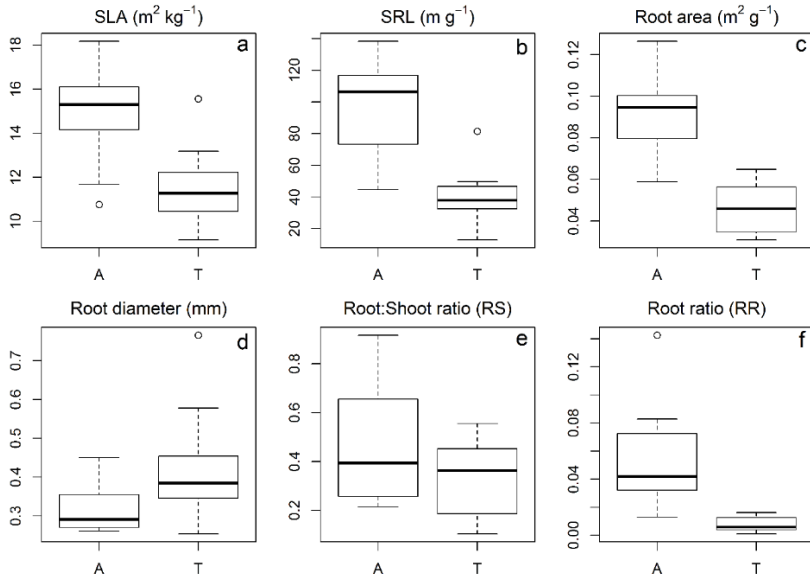 SLA (m² kg⁻¹)
a
18
16
14
12
10
A T
SRL (m g⁻¹)
b
120
80
60
40
20
A T
Root area (m² g⁻¹)
c
0.12
0.10
0.08
0.06
0.04
A T
Root diameter (mm)
d
0.7
0.6
0.5
0.4
0.3
A T
Root:Shoot ratio (RS)
e
0.8
0.6
0.4
0.2
A T
Root ratio (RR)
f
0.12
0.08
0.04
0.00
A T